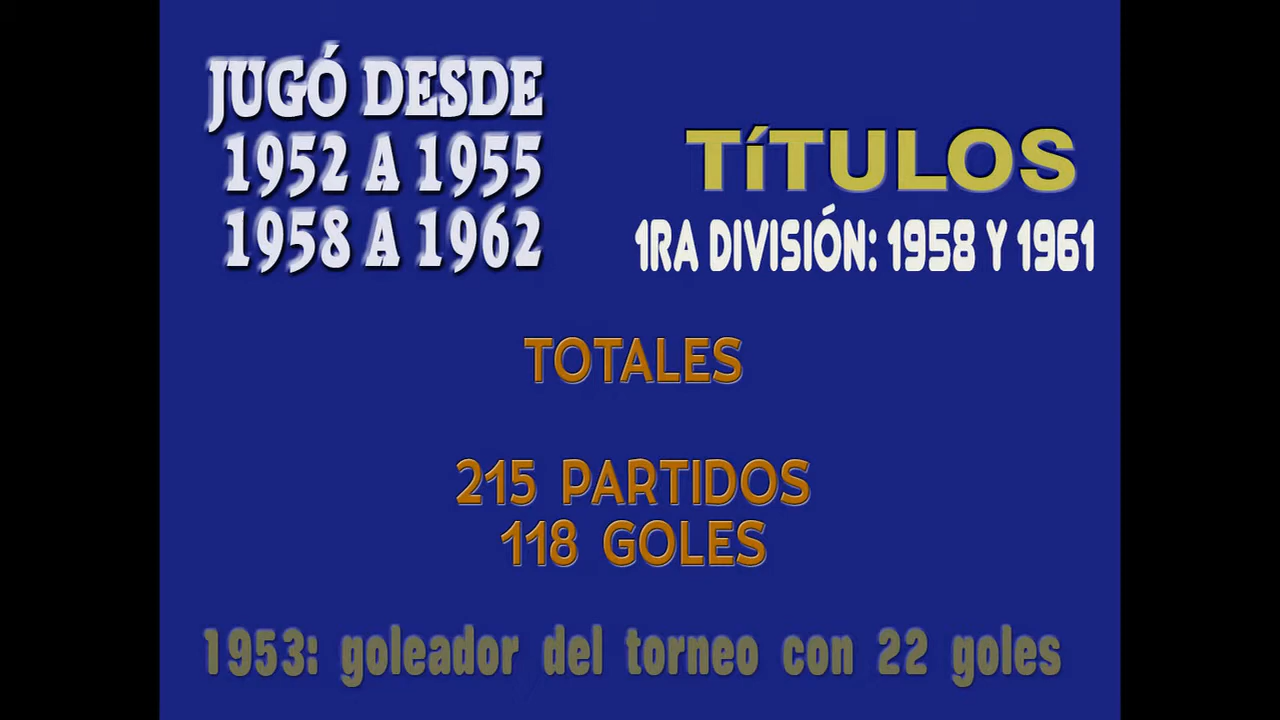 JUGÓ DESDE
1952 A 1955
1958 A 1962
TíTULOS
1RA DIVISIÓN: 1958 Y 1961
TOTALES
215 PARTIDOS
118 GOLES
1953: goleador del torneo con 22 goles